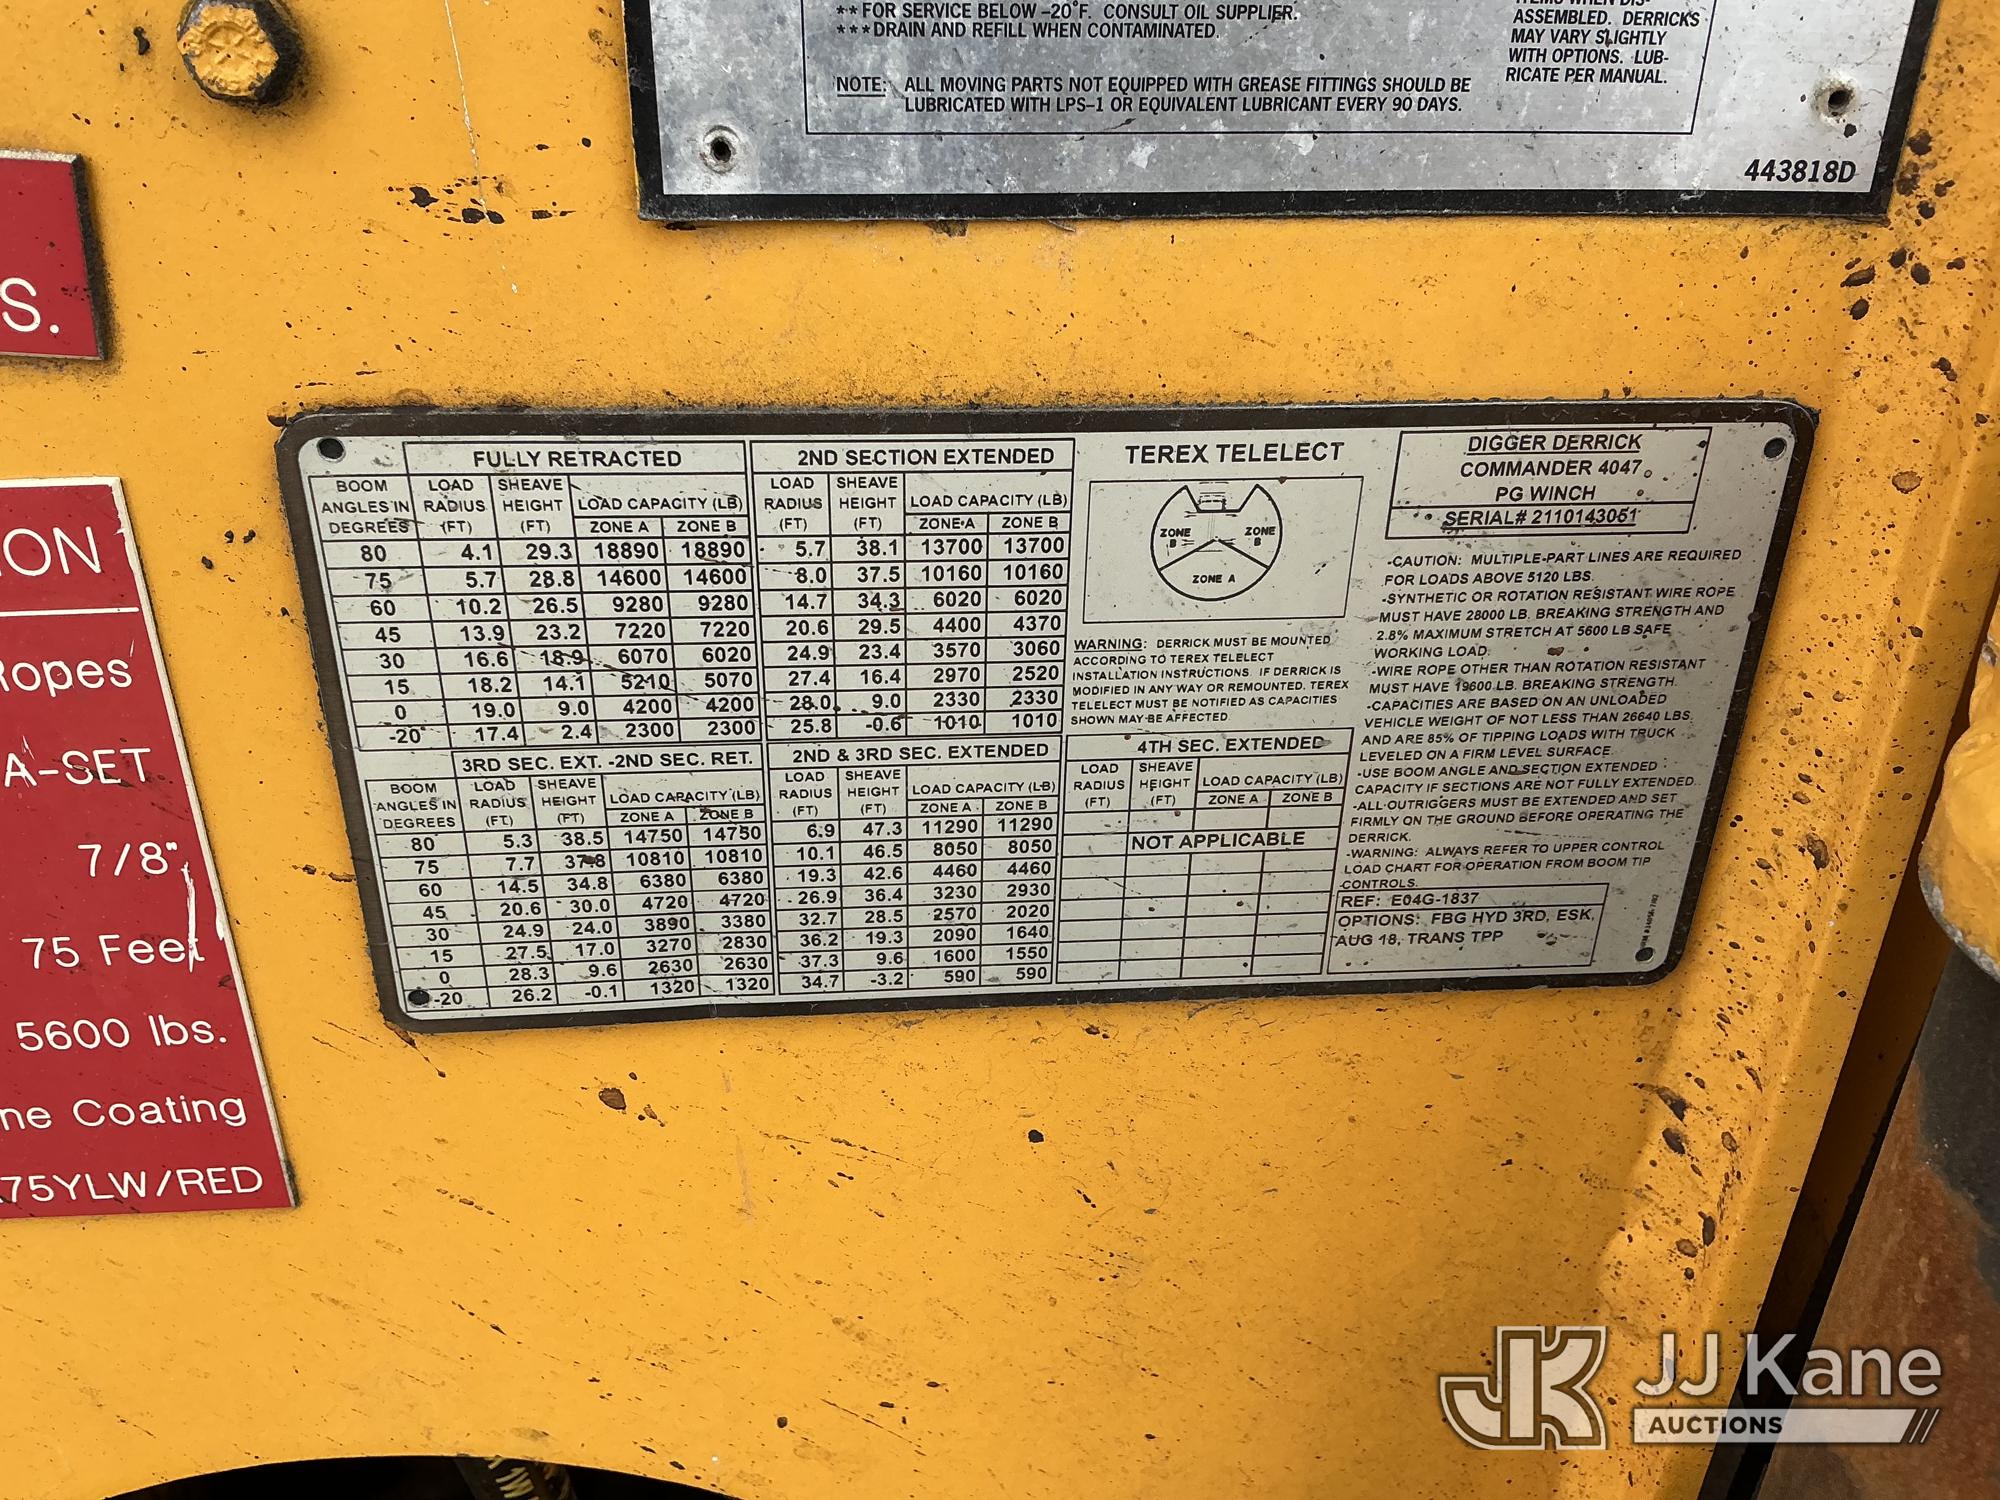 **FOR SERVICE BELOW -20°F. CONSULT OIL SUPPLIER.
***DRAIN AND REFILL WHEN CONTAMINATED.
NOTE: ALL MOVING PARTS NOT EQUIPPED WITH GREASE FITTINGS SHOULD BE
LUBRICATED WITH LPS-1 OR EQUIVALENT LUBRICANT EVERY 90 DAYS.
ITEMS WHEN DIS-
ASSEMBLED. DERRICKS
MAY VARY SLIGHTLY
WITH OPTIONS. LUB-
RICATE PER MANUAL.
443818D
S.
ION
Ropes
A-SET
7/8"
75 Feet
5600 lbs.
ne Coating
75YLW/RED
FULLY RETRACTED
BOOM ANGLES IN DEGREES LOAD RADIUS (FT) SHEAVE HEIGHT (FT) LOAD CAPACITY (LB)
ZONE A ZONE B
80 4.1 29.3 18890 18890
75 5.7 28.8 14600 14600
60 10.2 26.5 9280 9280
45 13.9 23.2 7220 7220
30 16.6 18.9 6070 6020
15 18.2 14.1 5210 5070
0 19.0 9.0 4200 4200
-20 17.4 2.4 2300 2300
2ND SECTION EXTENDED
LOAD RADIUS (FT) SHEAVE HEIGHT (FT) LOAD CAPACITY (LB)
ZONE A ZONE B
5.7 38.1 13700 13700
8.0 37.5 10160 10160
14.7 34.3 6020 6020
20.6 29.5 4400 4370
24.9 23.4 3570 3060
27.4 16.4 2970 2520
28.0 9.0 2330 2330
25.8 -0.6 1010 1010
3RD SEC. EXT. -2ND SEC. RET.
BOOM ANGLES IN DEGREES LOAD RADIUS (FT) SHEAVE HEIGHT (FT) LOAD CAPACITY (LB)
ZONE A ZONE B
80 5.3 38.5 14750 14750
75 7.7 37.8 10810 10810
60 14.5 34.8 6380 6380
45 20.6 30.0 4720 4720
30 24.9 24.0 3890 3380
15 27.5 17.0 3270 2830
0 28.3 9.6 2630 2630
-20 26.2 -0.1 1320 1320
2ND & 3RD SEC. EXTENDED
LOAD RADIUS (FT) SHEAVE HEIGHT (FT) LOAD CAPACITY (LB)
ZONE A ZONE B
6.9 47.3 11290 11290
10.1 46.5 8050 8050
19.3 42.6 4460 4460
26.9 36.4 3230 2930
32.7 28.5 2570 2020
36.2 19.3 2090 1640
37.3 9.6 1600 1550
34.7 -3.2 590 590
TEREX TELELECT
ZONE B
ZONE B
ZONE A
WARNING: DERRICK MUST BE MOUNTED
ACCORDING TO TEREX TELELECT
INSTALLATION INSTRUCTIONS. IF DERRICK IS
MODIFIED IN ANY WAY OR REMOUNTED, TEREX
TELELECT MUST BE NOTIFIED AS CAPACITIES
SHOWN MAY BE AFFECTED.
4TH SEC. EXTENDED
LOAD RADIUS (FT) SHEAVE HEIGHT (FT) LOAD CAPACITY (LB)
ZONE A ZONE B
NOT APPLICABLE
DIGGER DERRICK
COMMANDER 4047
PG WINCH
SERIAL# 2110143051
-CAUTION: MULTIPLE-PART LINES ARE REQUIRED
FOR LOADS ABOVE 5120 LBS.
-SYNTHETIC OR ROTATION RESISTANT WIRE ROPE
MUST HAVE 28000 LB. BREAKING STRENGTH AND
2.8% MAXIMUM STRETCH AT 5600 LB SAFE
WORKING LOAD.
-WIRE ROPE OTHER THAN ROTATION RESISTANT
MUST HAVE 19600 LB. BREAKING STRENGTH.
-CAPACITIES ARE BASED ON AN UNLOADED
VEHICLE WEIGHT OF NOT LESS THAN 26640 LBS.
AND ARE 85% OF TIPPING LOADS WITH TRUCK
LEVELED ON A FIRM LEVEL SURFACE.
-USE BOOM ANGLE AND SECTION EXTENDED
CAPACITY IF SECTIONS ARE NOT FULLY EXTENDED.
-ALL OUTRIGGERS MUST BE EXTENDED AND SET
FIRMLY ON THE GROUND BEFORE OPERATING THE
DERRICK.
-WARNING: ALWAYS REFER TO UPPER CONTROL
LOAD CHART FOR OPERATION FROM BOOM TIP
CONTROLS.
REF: E04G-1837
OPTIONS: FBG HYD 3RD, ESK,
AUG 18, TRANS TPP
JK JJ Kane
AUCTIONS